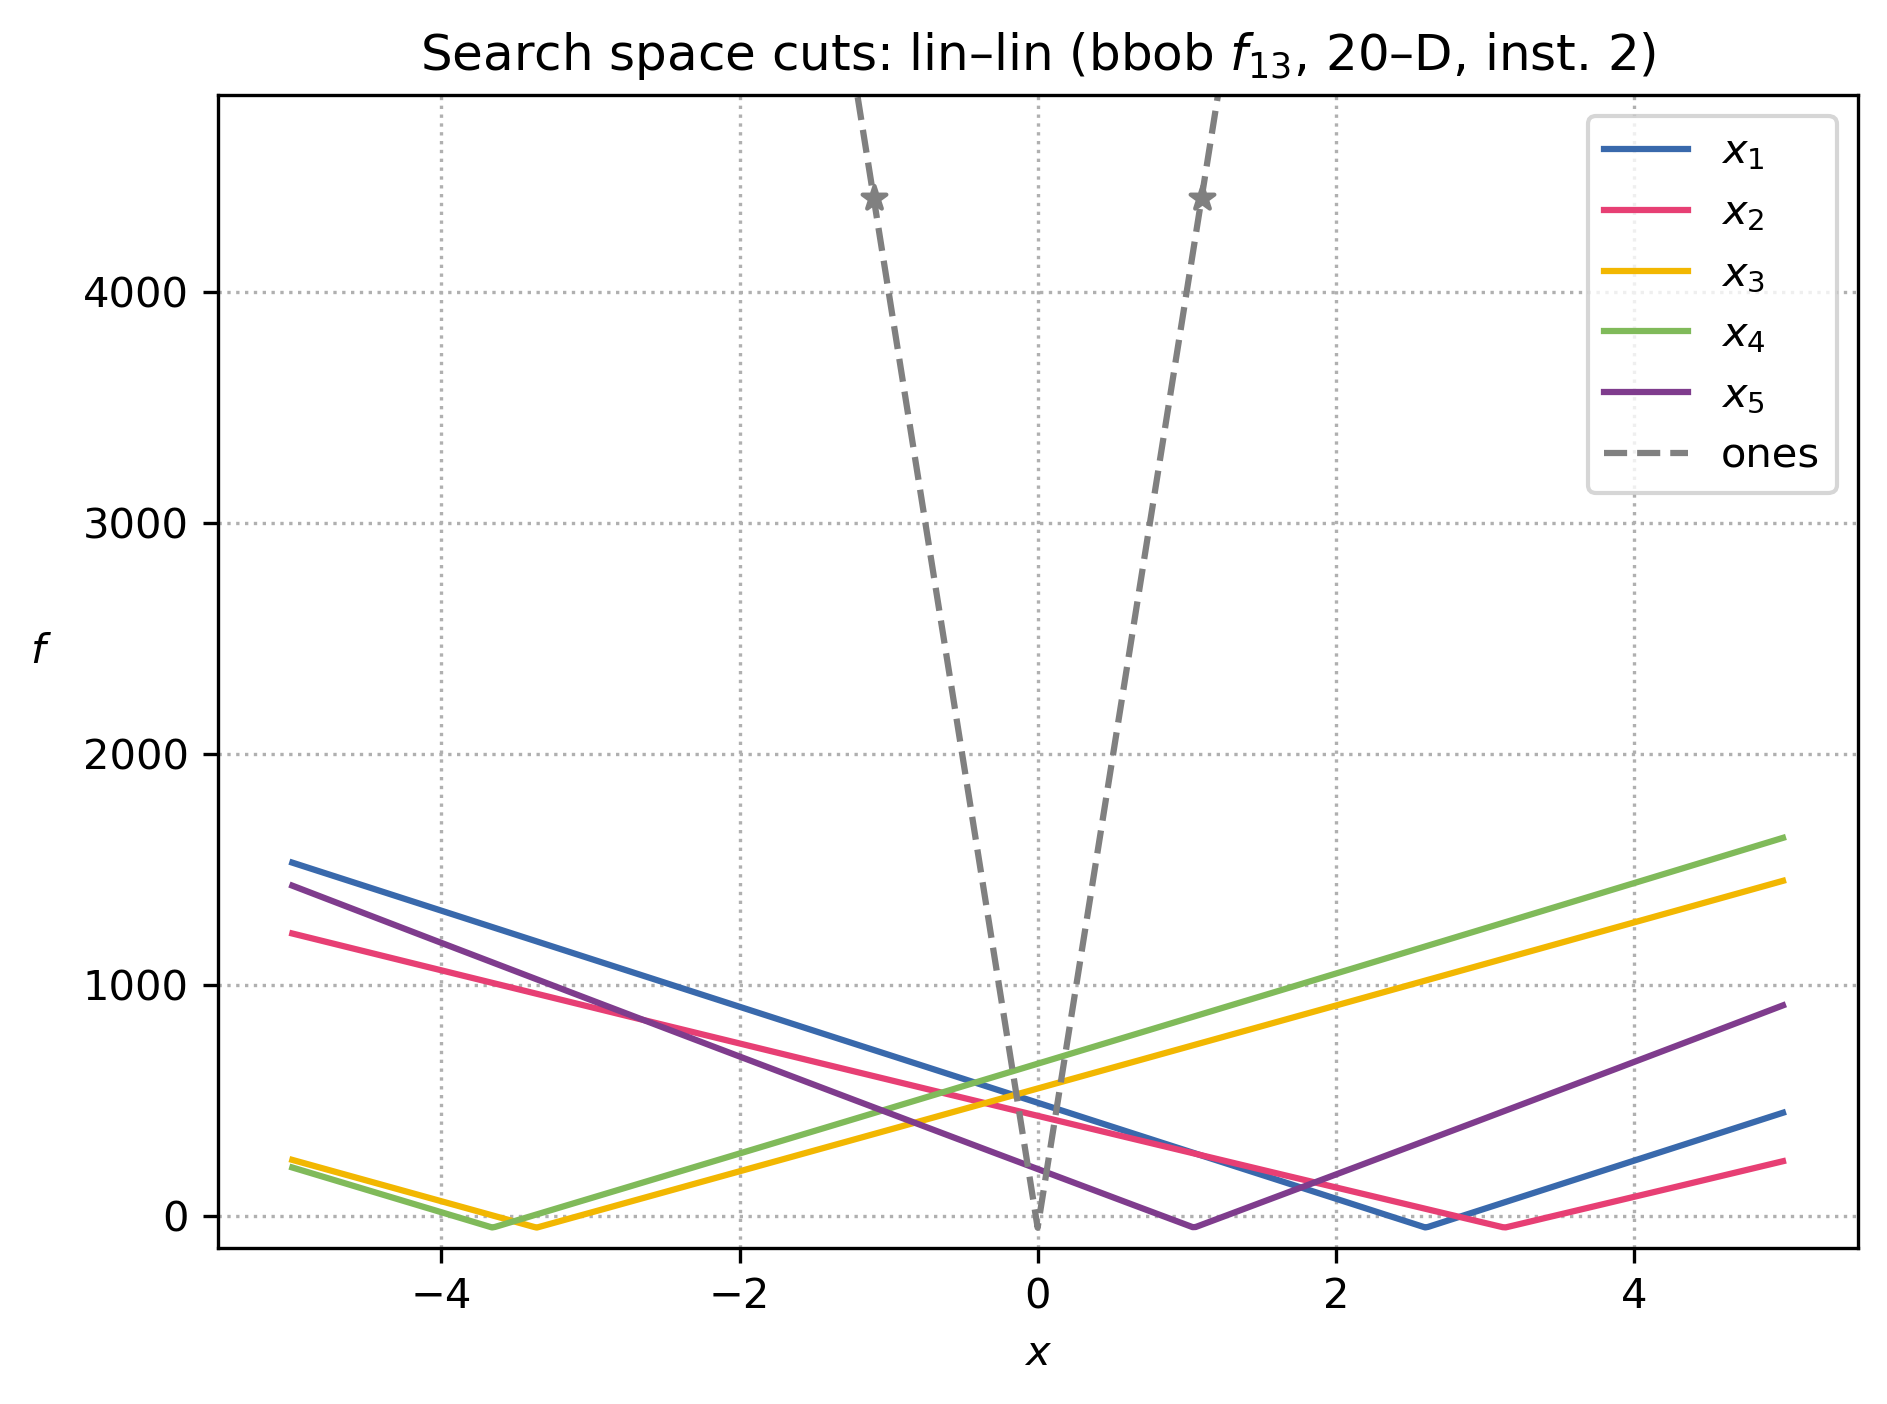 Search space cuts: lin–lin (bbob f₁₃, 20–D, inst. 2)
x₁
x₂
x₃
x₄
x₅
ones
4000
3000
2000
1000
0
f
−4
−2
0
2
4
x